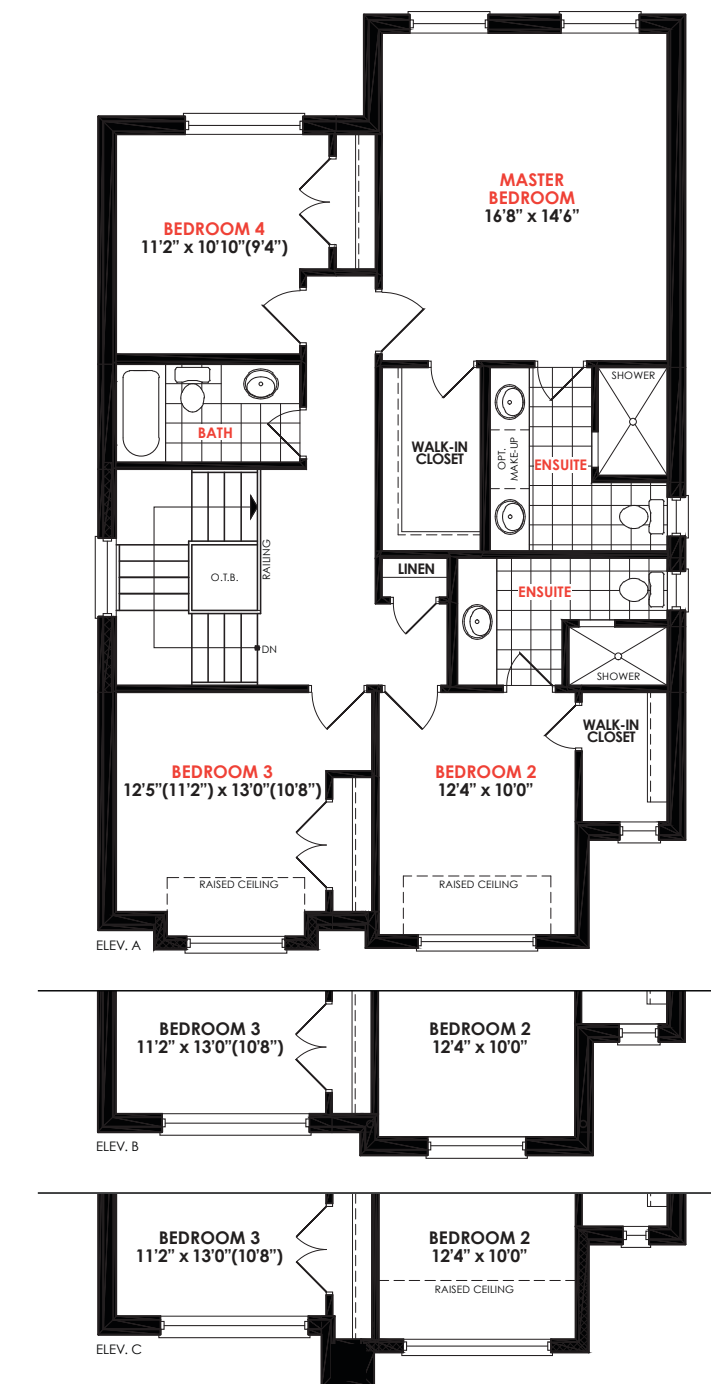 MASTER
BEDROOM
16'8" x 14'6"
BEDROOM 4
11'2" x 10'10"(9'4")
SHOWER
BATH
WALK-IN
CLOSET
OPT.
MAKE-UP
ENSUITE
O.T.B.
RAILING
LINEN
ENSUITE
DN
SHOWER
WALK-IN
CLOSET
BEDROOM 3
12'5"(11'2") x 13'0"(10'8")
BEDROOM 2
12'4" x 10'0"
RAISED CEILING
RAISED CEILING
ELEV. A
BEDROOM 3
11'2" x 13'0"(10'8")
BEDROOM 2
12'4" x 10'0"
ELEV. B
BEDROOM 3
11'2" x 13'0"(10'8")
BEDROOM 2
12'4" x 10'0"
RAISED CEILING
ELEV. C